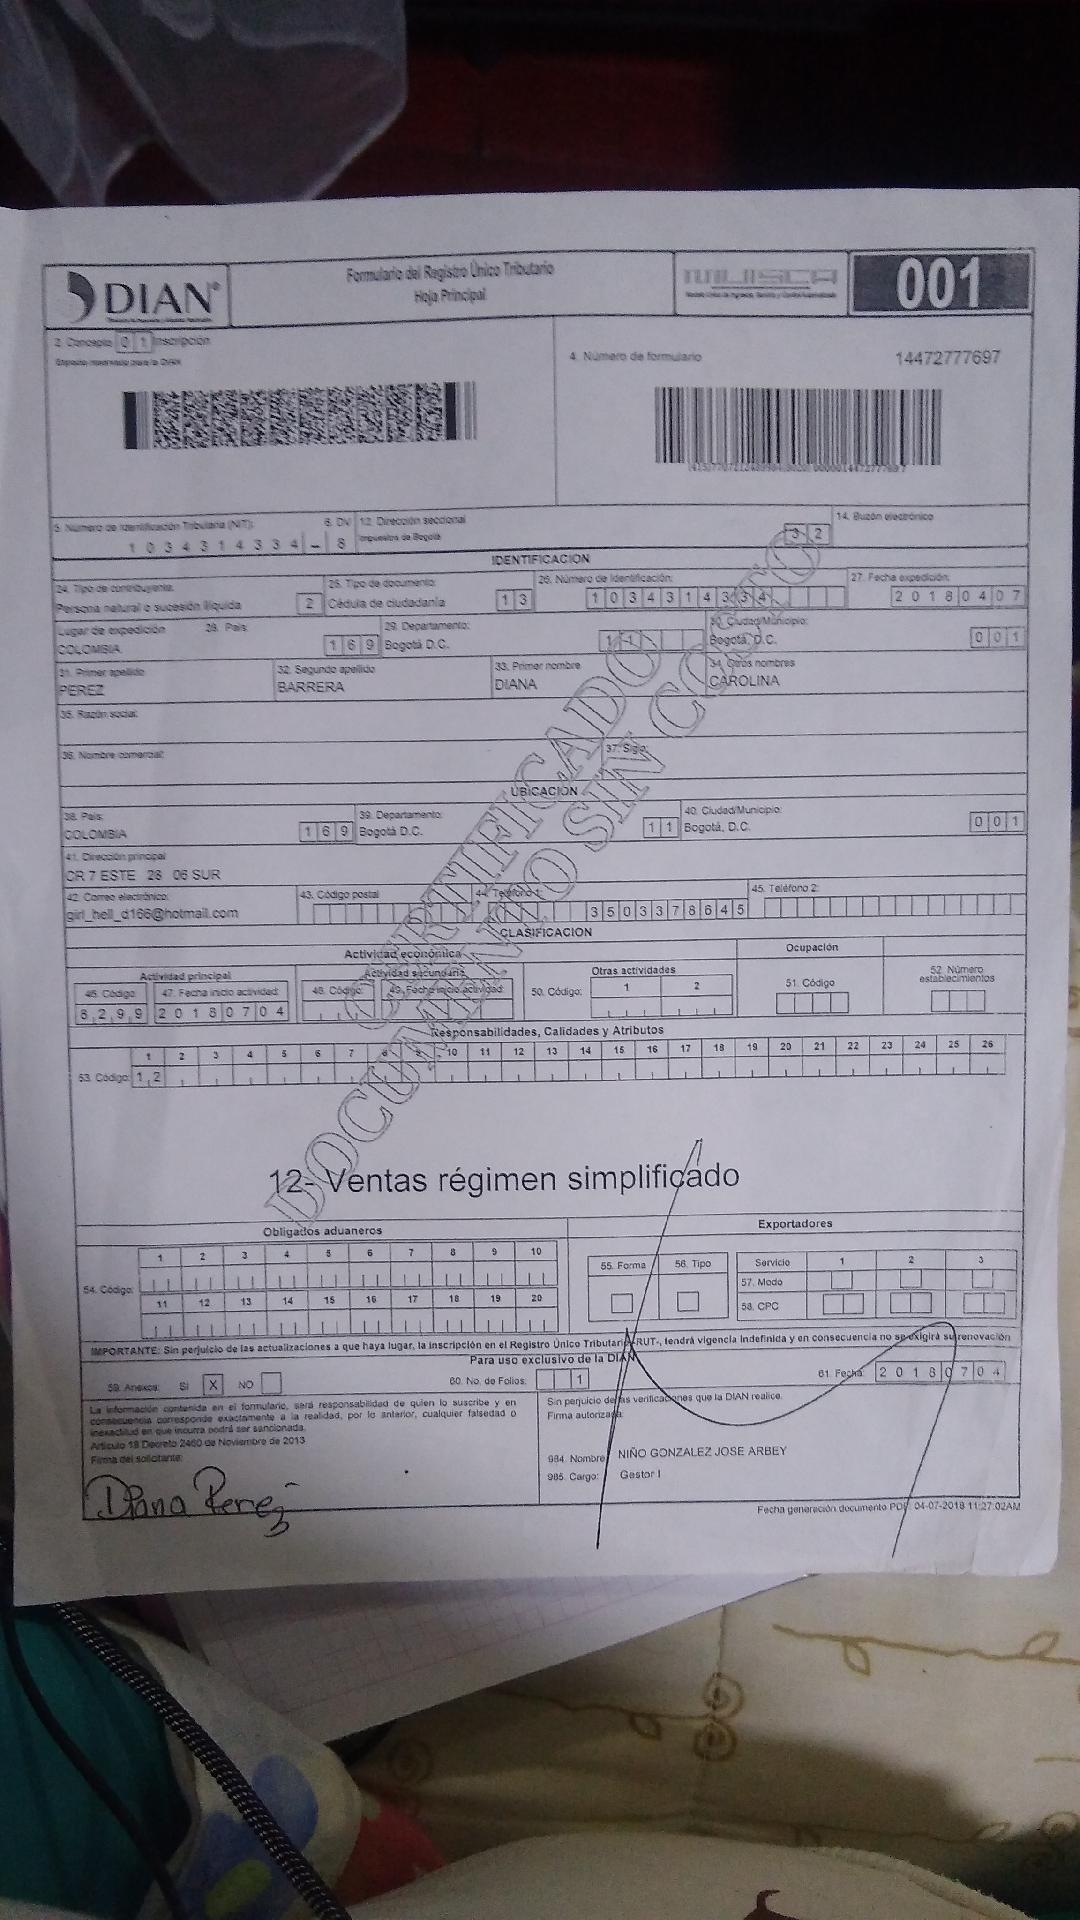 DIAN
Formulario del Registro Único Tributario
Hoja Principal
MUISCA
001
2. Concepto 0 1 Inscripción
4. Número de formulario
14472777697
5. Número de Identificación Tributaria (NIT):
6. DV
12. Dirección seccional
14. Buzón electrónico
1 0 3 4 3 1 4 3 3 4 - 8
Impuestos de Bogotá
3 2
IDENTIFICACION
24. Tipo de contribuyente:
25. Tipo de documento:
26. Número de Identificación:
27. Fecha expedición:
Persona natural o sucesión ilíquida
2
Cédula de ciudadanía
1 3
1 0 3 4 3 1 4 3 3 4
2 0 1 8 0 4 0 7
Lugar de expedición
28. País:
29. Departamento:
30. Ciudad/Municipio:
COLOMBIA
1 6 9
Bogotá D.C.
1 1
Bogotá, D.C.
0 0 1
31. Primer apellido
32. Segundo apellido
33. Primer nombre
34. Otros nombres
PEREZ
BARRERA
DIANA
CAROLINA
35. Razón social:
36. Nombre comercial:
37. Sigla:
UBICACION
38. País:
39. Departamento:
40. Ciudad/Municipio:
COLOMBIA
1 6 9
Bogotá D.C.
1 1
Bogotá, D.C.
0 0 1
41. Dirección principal
CR 7 ESTE 28 06 SUR
42. Correo electrónico:
43. Código postal
44. Teléfono 1:
45. Teléfono 2:
girl_hell_d166@hotmail.com
3 5 0 3 3 7 8 6 4 5
CLASIFICACION
Actividad económica
Ocupación
Actividad principal
Actividad secundaria
Otras actividades
52. Número establecimientos
46. Código:
47. Fecha inicio actividad:
48. Código:
49. Fecha inicio actividad:
50. Código:
1 2
51. Código
8 2 9 9
2 0 1 8 0 7 0 4
Responsabilidades, Calidades y Atributos
1 2 3 4 5 6 7 8 9 10 11 12 13 14 15 16 17 18 19 20 21 22 23 24 25 26
53. Código: 1 2
12- Ventas régimen simplificado
DOCUMENTO SIN COSTO
CERTIFICADO
Obligados aduaneros
Exportadores
1 2 3 4 5 6 7 8 9 10
55. Forma
56. Tipo
Servicio
1 2 3
54. Código:
57. Modo
11 12 13 14 15 16 17 18 19 20
58. CPC
IMPORTANTE: Sin perjuicio de las actualizaciones a que haya lugar, la inscripción en el Registro Único Tributario -RUT-, tendrá vigencia indefinida y en consecuencia no se exigirá su renovación
Para uso exclusivo de la DIAN
59. Anexos: SI X NO
60. No. de Folios: 1
61. Fecha: 2 0 1 8 0 7 0 4
La información contenida en el formulario, será responsabilidad de quien lo suscribe y en
consecuencia corresponde exactamente a la realidad, por lo anterior, cualquier falsedad o
inexactitud en que incurra podrá ser sancionada.
Artículo 18 Decreto 2460 de Noviembre de 2013
Firma del solicitante:
Diana Perez
Sin perjuicio de las verificaciones que la DIAN realice.
Firma autorizada:
984. Nombre NIÑO GONZALEZ JOSE ARBEY
985. Cargo: Gestor I
Fecha generación documento PDF: 04-07-2018 11:27:02AM